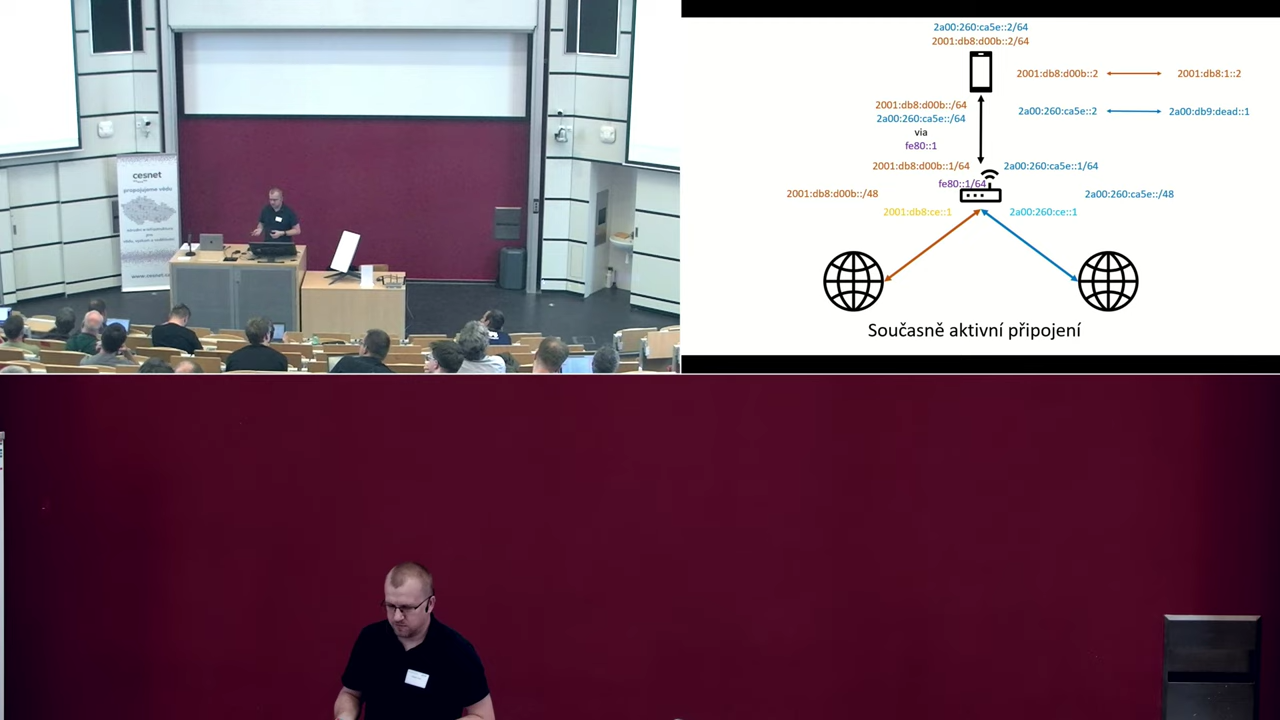 cesnet
propojujeme vědu
www.cesnet.cz
2a00:260:ca5e::2/64
2001:db8:d00b::2/64
2001:db8:d00b::2
2001:db8:1::2
2001:db8:d00b::/64
2a00:260:ca5e::2
2a00:db9:dead::1
2a00:260:ca5e::/64
via
fe80::1
2001:db8:d00b::1/64
2a00:260:ca5e::1/64
fe80::1/64
2001:db8:d00b::/48
2a00:260:ca5e::/48
2001:db8:ce::1
2a00:260:ce::1
Současně aktivní připojení